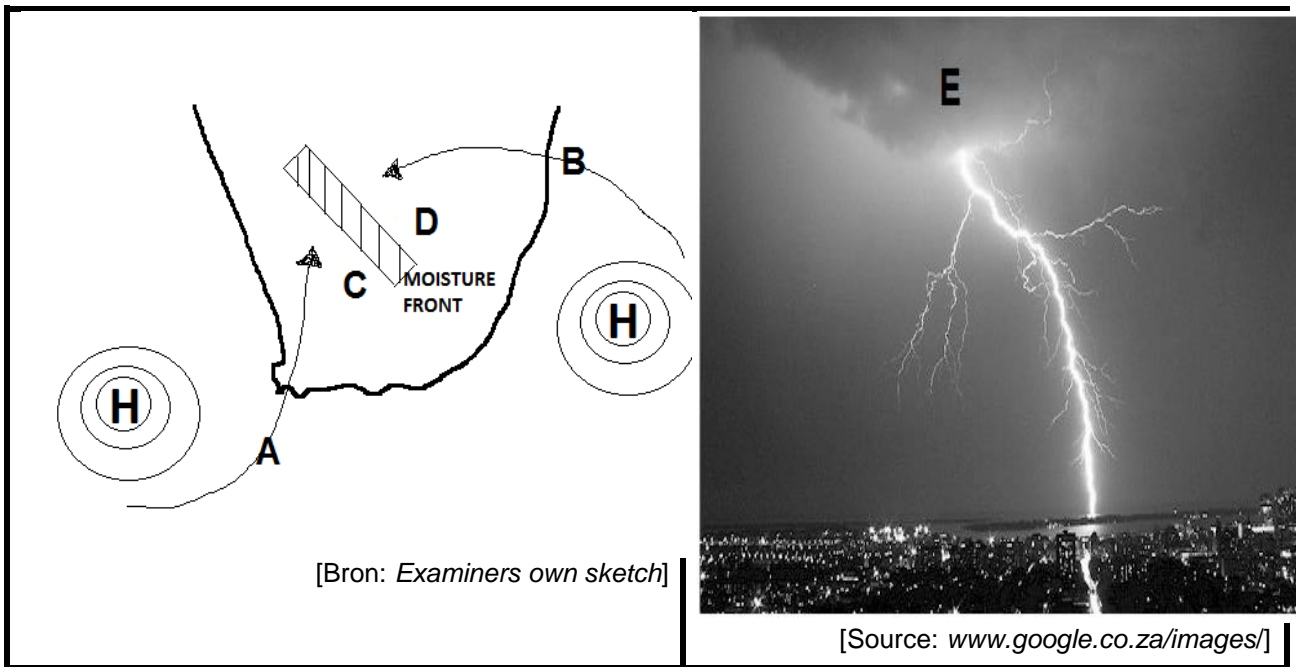 B
D
C
MOISTURE
FRONT
H
H
A
[Bron: Examiners own sketch]
E
[Source: www.google.co.za/images/]